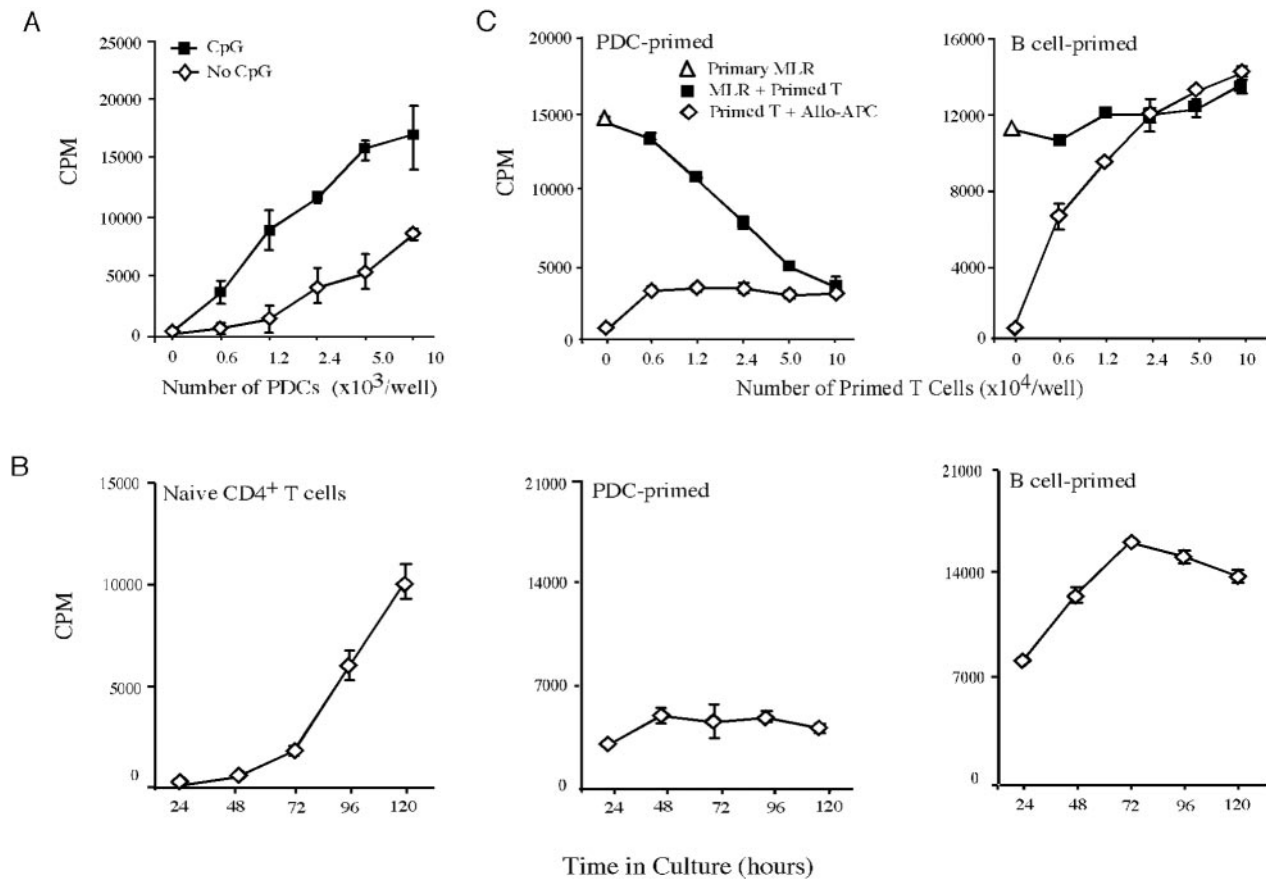 A
25000
20000
15000
10000
5000
0
CPM
CpG
No CpG
0 0.6 1.2 2.4 5.0 10
Number of PDCs (x10³/well)
C
20000
15000
10000
5000
0
CPM
PDC-primed
Primary MLR
MLR + Primed T
Primed T + Allo-APC
0 0.6 1.2 2.4 5.0 10
B cell-primed
16000
12000
8000
4000
0
0 0.6 1.2 2.4 5.0 10
Number of Primed T Cells (x10⁴/well)
B
15000
10000
5000
0
CPM
Naive CD4⁺ T cells
24 48 72 96 120
PDC-primed
21000
14000
7000
0
24 48 72 96 120
B cell-primed
21000
14000
7000
0
24 48 72 96 120
Time in Culture (hours)